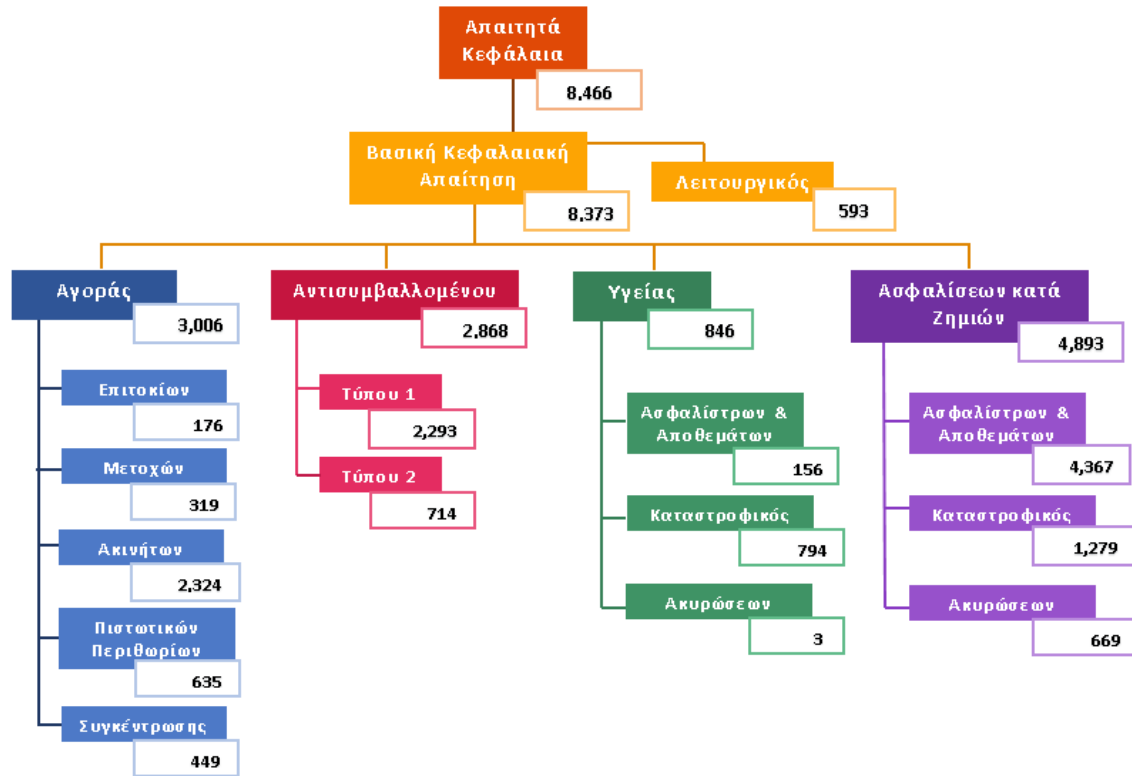 Απαιτητά
Κεφάλαια
8,466
Βασική Κεφαλαιακή
Απαίτηση
8,373
Λειτουργικός
593
Αγοράς
3,006
Επιτοκίων
176
Μετοχών
319
Ακινήτων
2,324
Πιστωτικών
Περιθωρίων
635
Συγκέντρωσης
449
Αντισυμβαλλομένου
2,868
Τύπου 1
2,293
Τύπου 2
714
Υγείας
846
Ασφαλίστρων &
Αποθεμάτων
156
Καταστροφικός
794
Ακυρώσεων
3
Ασφαλίσεων κατά
Ζημιών
4,893
Ασφαλίστρων &
Αποθεμάτων
4,367
Καταστροφικός
1,279
Ακυρώσεων
669